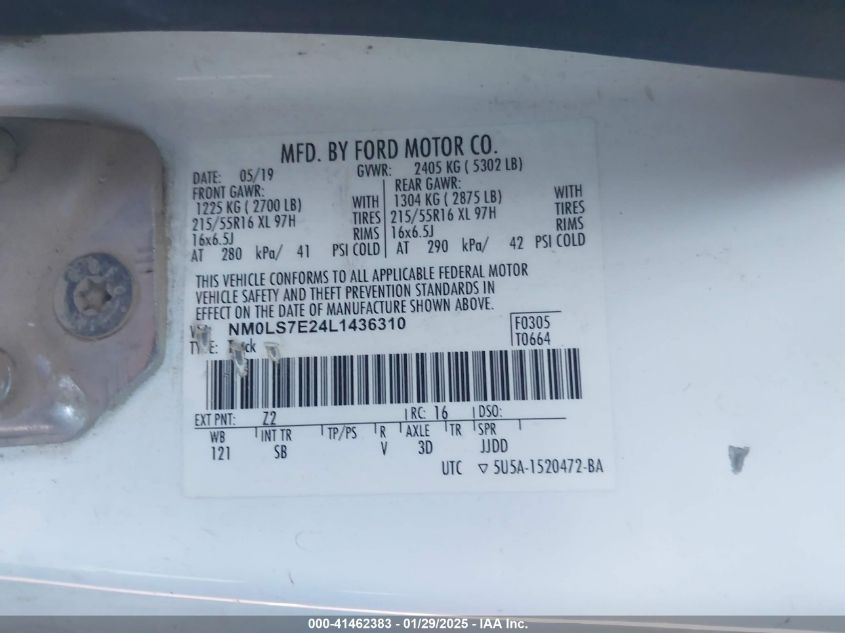 MFD. BY FORD MOTOR CO.
DATE: 05/19 GVWR: 2405 KG ( 5302 LB)
FRONT GAWR: REAR GAWR:
1225 KG ( 2700 LB) WITH 1304 KG ( 2875 LB) WITH
215/55R16 XL 97H TIRES 215/55R16 XL 97H TIRES
16x6.5J RIMS 16x6.5J RIMS
AT 280 kPa/ 41 PSI COLD AT 290 kPa/ 42 PSI COLD
THIS VEHICLE CONFORMS TO ALL APPLICABLE FEDERAL MOTOR
VEHICLE SAFETY AND THEFT PREVENTION STANDARDS IN
EFFECT ON THE DATE OF MANUFACTURE SHOWN ABOVE.
NM0LS7E24L1436310 F0305
T0664
EXT PNT: Z2 RC: 16 DSO:
WB INT TR TP/PS R AXLE TR SPR
121 SB V 3D JJDD
UTC ▽ 5U5A-1520472-BA
000-41462383 - 01/29/2025 - IAA Inc.